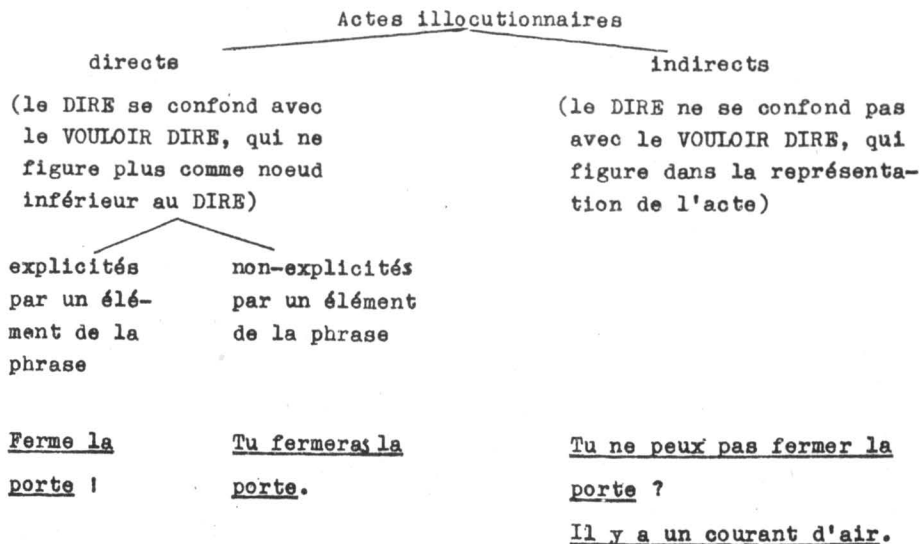 Actes illocutionnaires
directs
indirects
(le DIRE se confond avec
le VOULOIR DIRE, qui ne
figure plus comme noeud
inférieur au DIRE)
(le DIRE ne se confond pas
avec le VOULOIR DIRE, qui
figure dans la représenta-
tion de l'acte)
explicités
par un élé-
ment de la
phrase
non-explicités
par un élément
de la phrase
Ferme la
porte !
Tu fermeras la
porte.
Tu ne peux pas fermer la
porte ?
Il y a un courant d'air.